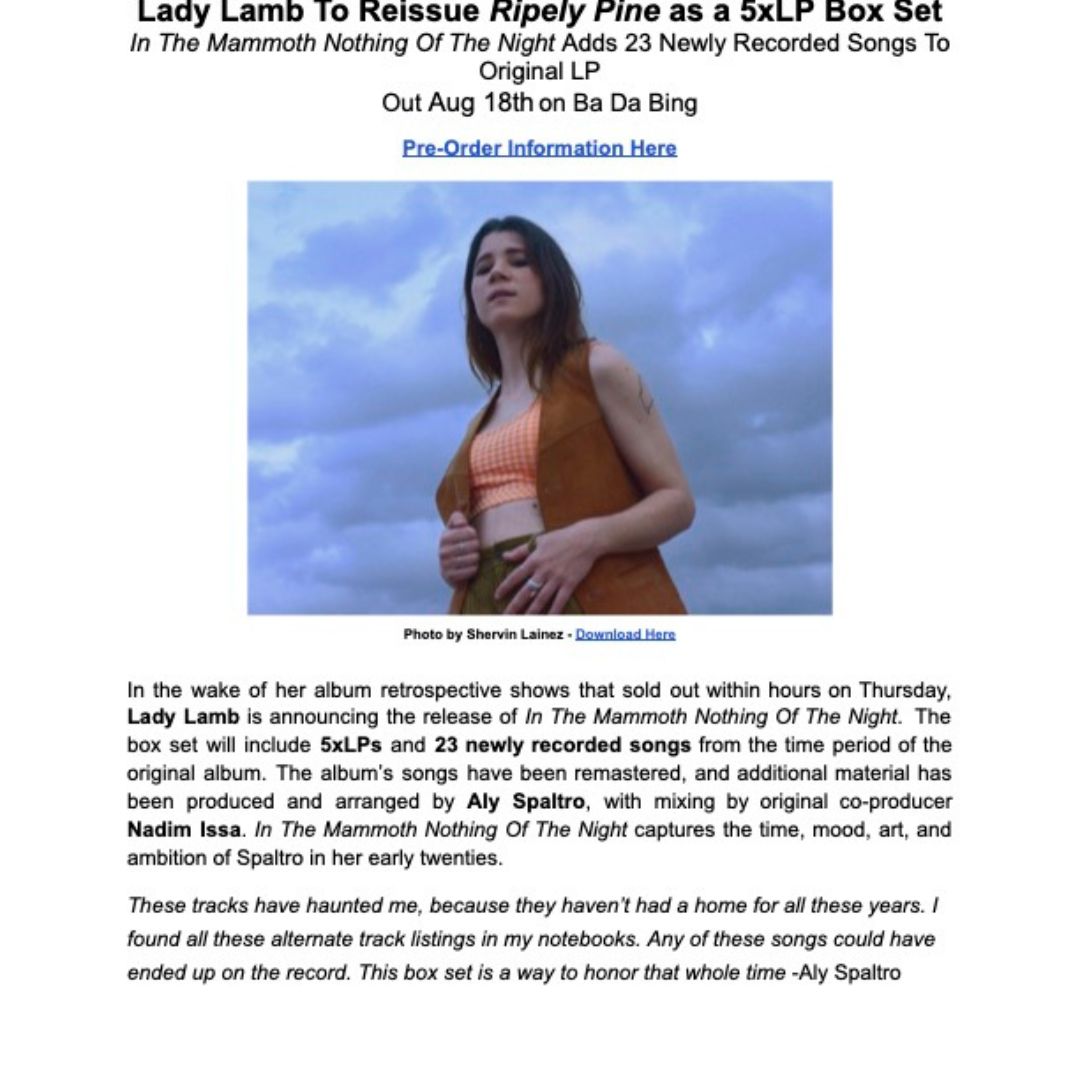 Lady Lamb To Reissue Ripely Pine as a 5xLP Box Set
In The Mammoth Nothing Of The Night Adds 23 Newly Recorded Songs To
Original LP
Out Aug 18th on Ba Da Bing
Pre-Order Information Here
Photo by Shervin Lainez - Download Here
In the wake of her album retrospective shows that sold out within hours on Thursday,
Lady Lamb is announcing the release of In The Mammoth Nothing Of The Night. The
box set will include 5xLPs and 23 newly recorded songs from the time period of the
original album. The album's songs have been remastered, and additional material has
been produced and arranged by Aly Spaltro, with mixing by original co-producer
Nadim Issa. In The Mammoth Nothing Of The Night captures the time, mood, art, and
ambition of Spaltro in her early twenties.
These tracks have haunted me, because they haven't had a home for all these years. I
found all these alternate track listings in my notebooks. Any of these songs could have
ended up on the record. This box set is a way to honor that whole time -Aly Spaltro